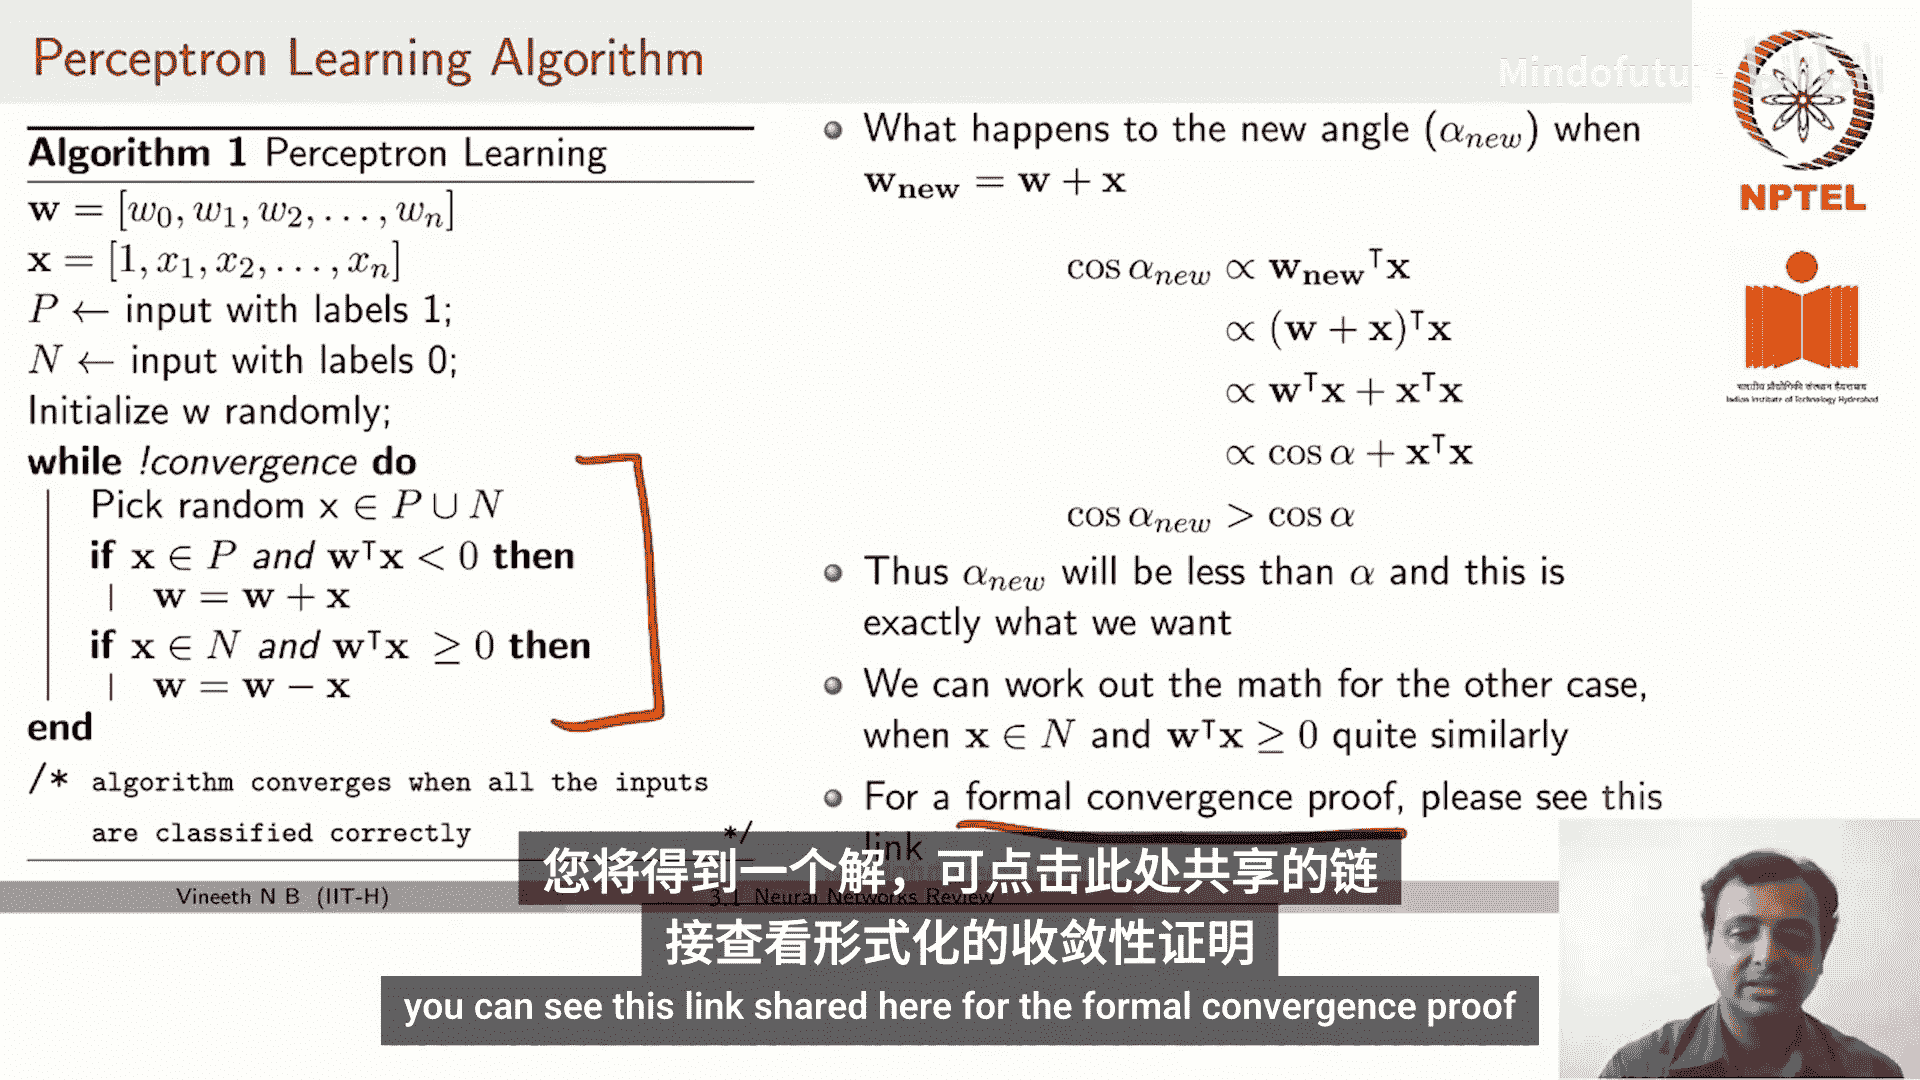 Perceptron Learning Algorithm
Mindofuture
NPTEL
भारतीय प्रौद्योगिकी संस्थान हैदराबाद
Indian Institute of Technology Hyderabad
Algorithm 1 Perceptron Learning
w = [w₀, w₁, w₂, . . . , wₙ]
x = [1, x₁, x₂, . . . , xₙ]
P ← input with labels 1;
N ← input with labels 0;
Initialize w randomly;
while !convergence do
Pick random x ∈ P ∪ N
if x ∈ P and wᵀx < 0 then
w = w + x
if x ∈ N and wᵀx ≥ 0 then
w = w − x
end
/* algorithm converges when all the inputs
are classified correctly */
What happens to the new angle (α_new) when
w_new = w + x
cos α_new ∝ w_newᵀx
∝ (w + x)ᵀx
∝ wᵀx + xᵀx
∝ cos α + xᵀx
cos α_new > cos α
Thus α_new will be less than α and this is
exactly what we want
We can work out the math for the other case,
when x ∈ N and wᵀx ≥ 0 quite similarly
For a formal convergence proof, please see this
link
Vineeth N B (IIT-H)
3.1 Neural Networks Review
您将得到一个解，可点击此处共享的链
接查看形式化的收敛性证明
you can see this link shared here for the formal convergence proof